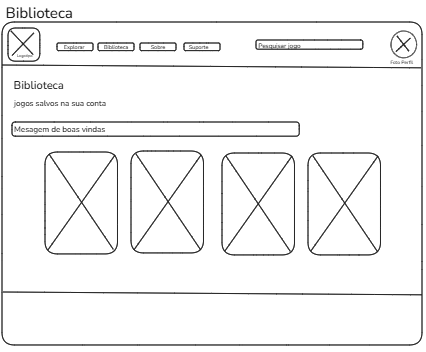 Biblioteca
Logotipo
Explorar
Biblioteca
Sobre
Suporte
Pesquisar jogo
Foto Perfil
Biblioteca
jogos salvos na sua conta
Mesagem de boas vindas